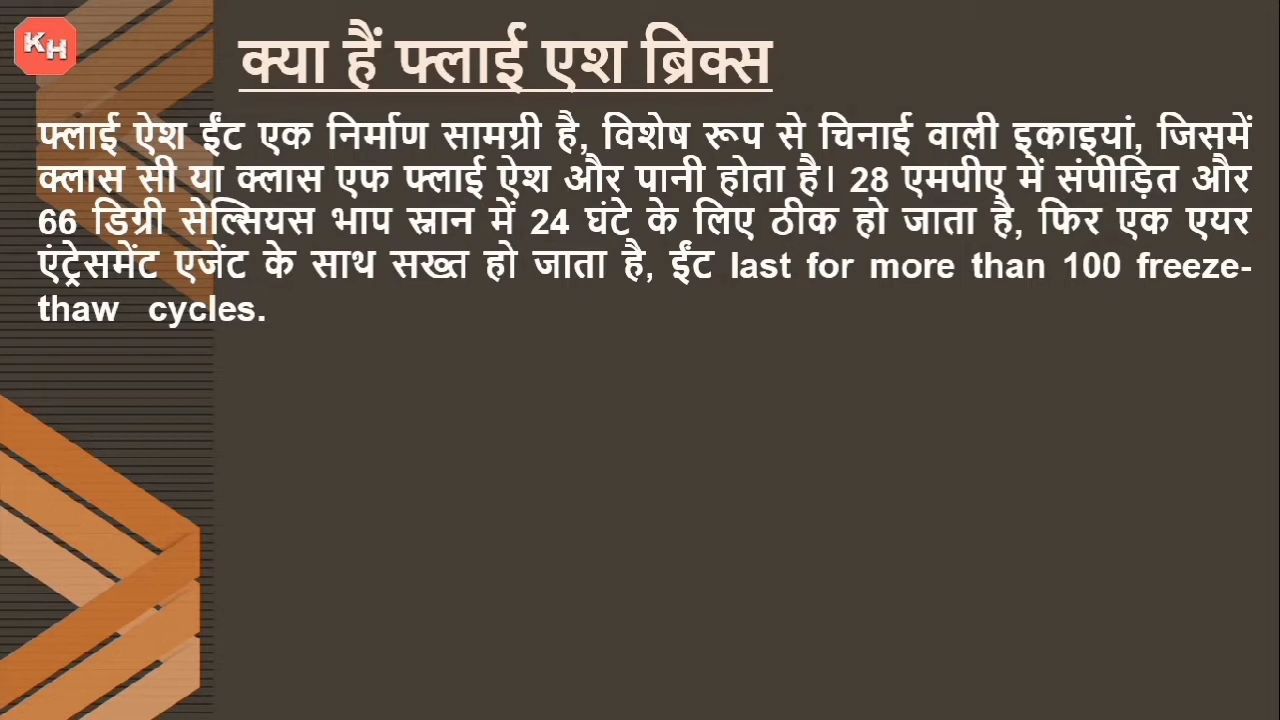 KH
क्या हैं फ्लाई एश ब्रिक्स
फ्लाई ऐश ईंट एक निर्माण सामग्री है, विशेष रूप से चिनाई वाली इकाइयां, जिसमें
क्लास सी या क्लास एफ फ्लाई ऐश और पानी होता है। 28 एमपीए में संपीड़ित और
66 डिग्री सेल्सियस भाप स्नान में 24 घंटे के लिए ठीक हो जाता है, फिर एक एयर
एंट्रेसमेंट एजेंट के साथ सख्त हो जाता है, ईंट last for more than 100 freeze-
thaw cycles.